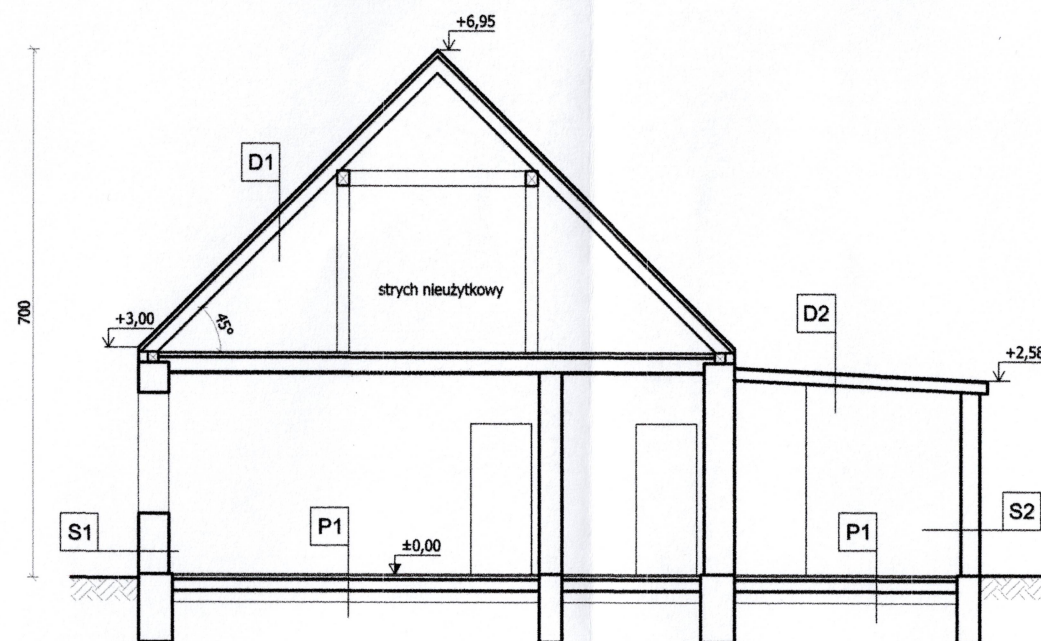 +6,95
D1
700
strych nieużytkowy
45°
+3,00
D2
+2,58
S1
P1
±0,00
P1
S2